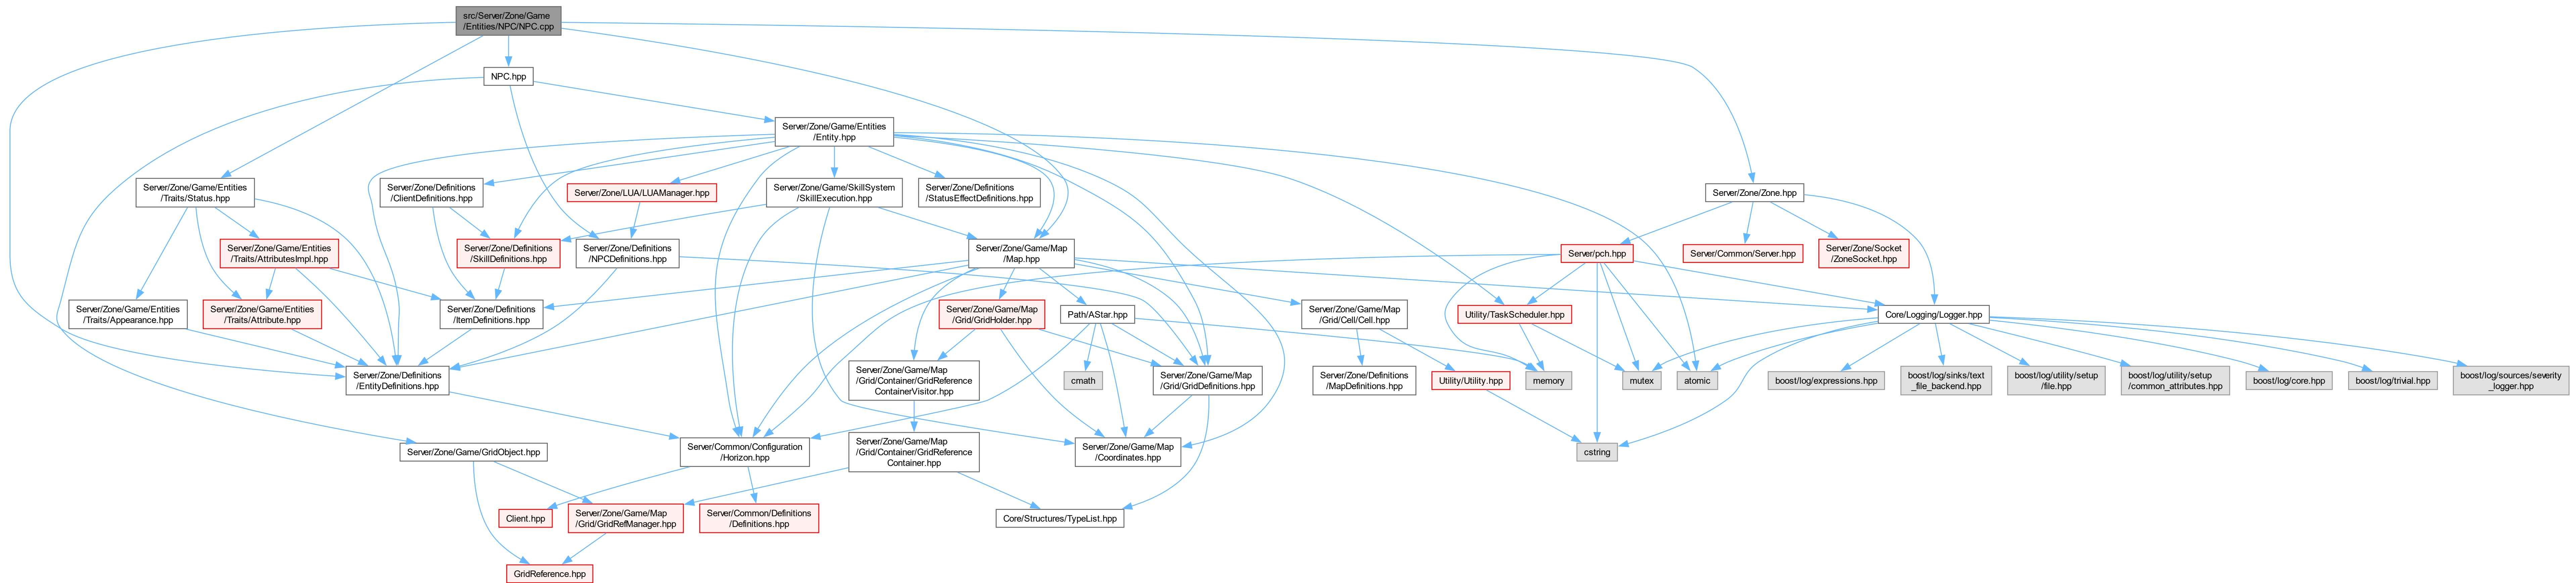 src/Server/Zone/Game
/Entities/NPC/NPC.cpp
NPC.hpp
Server/Zone/Game/Entities
/Entity.hpp
Server/Zone/Game/Entities
/Traits/Status.hpp
Server/Zone/Definitions
/ClientDefinitions.hpp
Server/Zone/LUA/LUAManager.hpp
Server/Zone/Game/SkillSystem
/SkillExecution.hpp
Server/Zone/Definitions
/StatusEffectDefinitions.hpp
Server/Zone/Zone.hpp
Server/Zone/Game/Entities
/Traits/AttributesImpl.hpp
Server/Zone/Definitions
/SkillDefinitions.hpp
Server/Zone/Definitions
/NPCDefinitions.hpp
Server/Zone/Game/Map
/Map.hpp
Server/pch.hpp
Server/Common/Server.hpp
Server/Zone/Socket
/ZoneSocket.hpp
Server/Zone/Game/Entities
/Traits/Appearance.hpp
Server/Zone/Game/Entities
/Traits/Attribute.hpp
Server/Zone/Definitions
/ItemDefinitions.hpp
Server/Zone/Game/Map
/Grid/GridHolder.hpp
Path/AStar.hpp
Server/Zone/Game/Map
/Grid/Cell/Cell.hpp
Utility/TaskScheduler.hpp
Core/Logging/Logger.hpp
Server/Zone/Definitions
/EntityDefinitions.hpp
Server/Zone/Game/Map
/Grid/Container/GridReference
ContainerVisitor.hpp
cmath
Server/Zone/Game/Map
/Grid/GridDefinitions.hpp
Server/Zone/Definitions
/MapDefinitions.hpp
Utility/Utility.hpp
memory
mutex
atomic
boost/log/expressions.hpp
boost/log/sinks/text
_file_backend.hpp
boost/log/utility/setup
/file.hpp
boost/log/utility/setup
/common_attributes.hpp
boost/log/core.hpp
boost/log/trivial.hpp
boost/log/sources/severity
_logger.hpp
Server/Zone/Game/GridObject.hpp
Server/Common/Configuration
/Horizon.hpp
Server/Zone/Game/Map
/Grid/Container/GridReference
Container.hpp
Server/Zone/Game/Map
/Coordinates.hpp
cstring
Client.hpp
Server/Zone/Game/Map
/Grid/GridRefManager.hpp
Server/Common/Definitions
/Definitions.hpp
Core/Structures/TypeList.hpp
GridReference.hpp